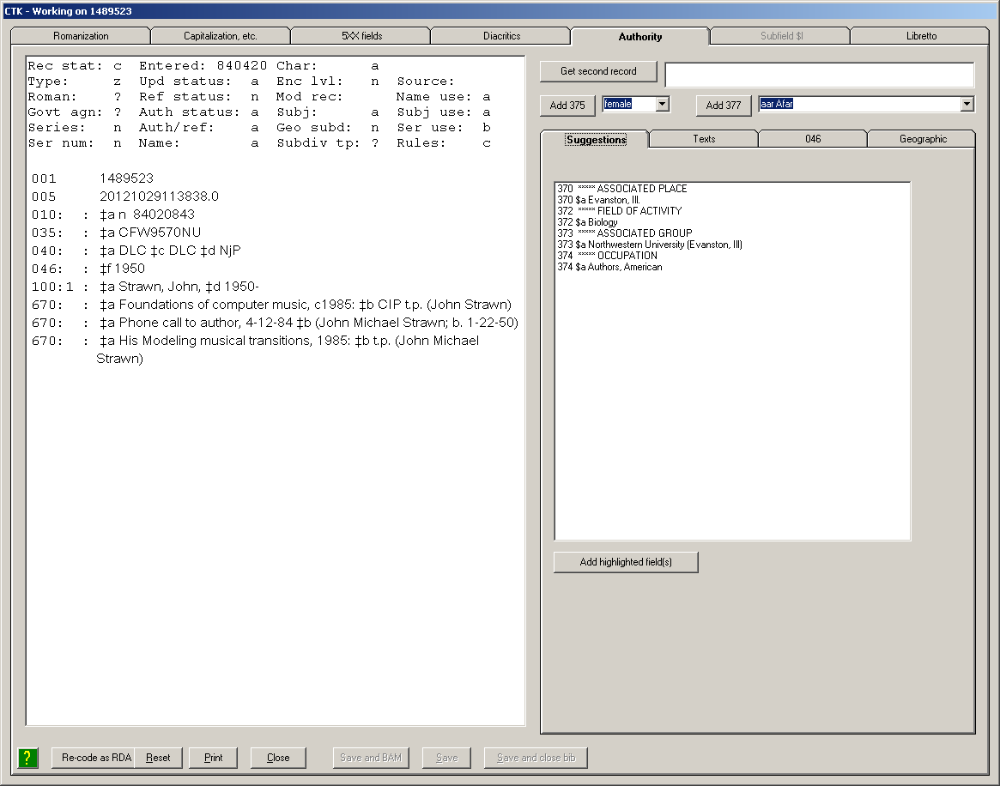 CTK - Working on 1489523
Romanization Capitalization, etc. 5XX fields Diacritics Authority Subfield $l Libretto
Rec stat: c Entered: 840420 Char: a
Type: z Upd status: a Enc lvl: n Source:
Roman: ? Ref status: n Mod rec: Name use: a
Govt agn: ? Auth status: a Subj: a Subj use: a
Series: n Auth/ref: a Geo subd: n Ser use: b
Ser num: n Name: a Subdiv tp: ? Rules: c
001 1489523
005 20121029113838.0
010: : ‡a n 84020843
035: : ‡a CFW9570NU
040: : ‡a DLC ‡c DLC ‡d NjP
046: : ‡f 1950
100:1 : ‡a Strawn, John, ‡d 1950-
670: : ‡a Foundations of computer music, c1985: ‡b CIP t.p. (John Strawn)
670: : ‡a Phone call to author, 4-12-84 ‡b (John Michael Strawn; b. 1-22-50)
670: : ‡a His Modeling musical transitions, 1985: ‡b t.p. (John Michael
Strawn)
Get second record
Add 375 female Add 377 aar Afar
Suggestions Texts 046 Geographic
370 ***** ASSOCIATED PLACE
370 $a Evanston, Ill.
372 ***** FIELD OF ACTIVITY
372 $a Biology
373 ***** ASSOCIATED GROUP
373 $a Northwestern University (Evanston, Ill)
374 ***** OCCUPATION
374 $a Authors, American
Add highlighted field(s)
? Re-code as RDA Reset Print Close Save and BAM Save Save and close bib